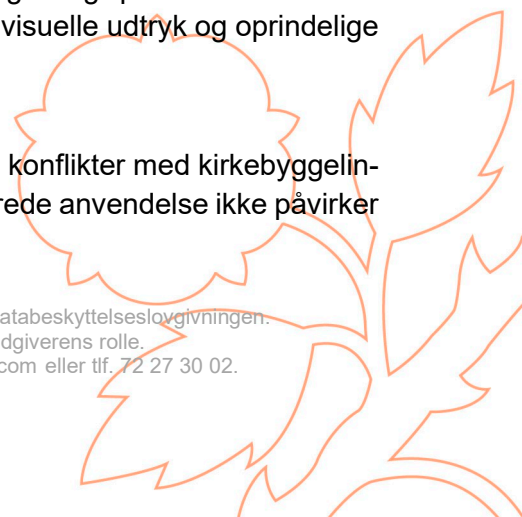 visuelle udtryk og oprindelige
konflikter med kirkebyggelin-
rede anvendelse ikke påvirker
atabeskyttelseslovgivningen.
dgiverens rolle.
com eller tlf. 72 27 30 02.